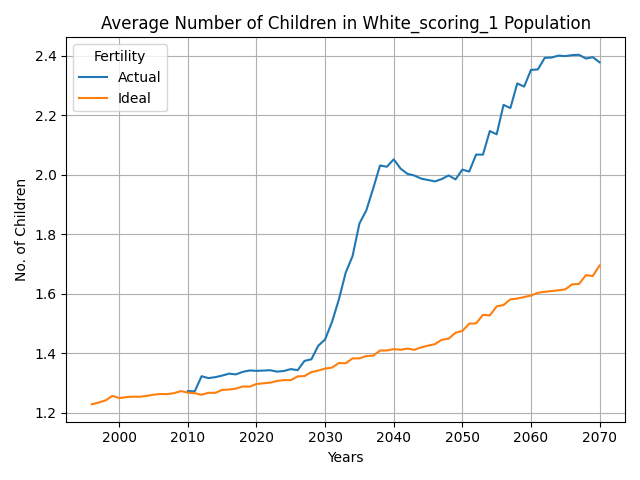 Average Number of Children in White_scoring_1 Population
Fertility
Actual
Ideal
No. of Children
2.4
2.2
2.0
1.8
1.6
1.4
1.2
2000 2010 2020 2030 2040 2050 2060 2070
Years